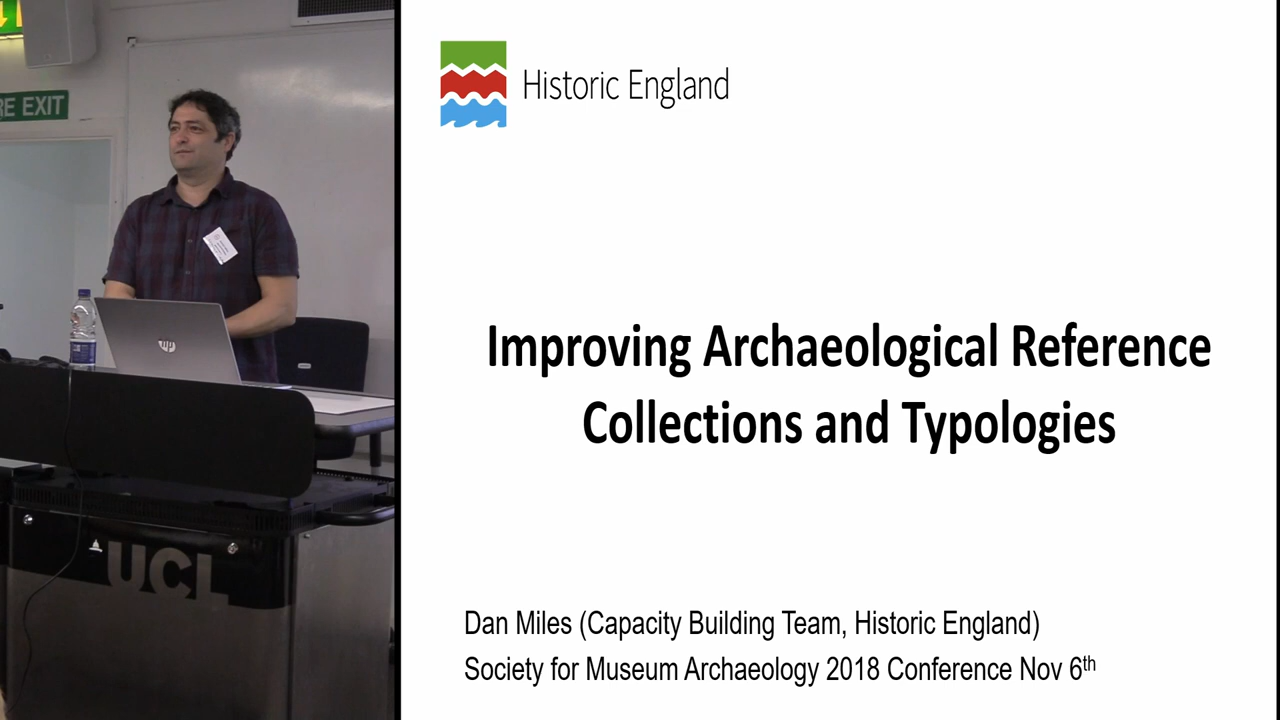 RE EXIT
hp
UCL
Historic England
Improving Archaeological Reference
Collections and Typologies
Dan Miles (Capacity Building Team, Historic England)
Society for Museum Archaeology 2018 Conference Nov 6th